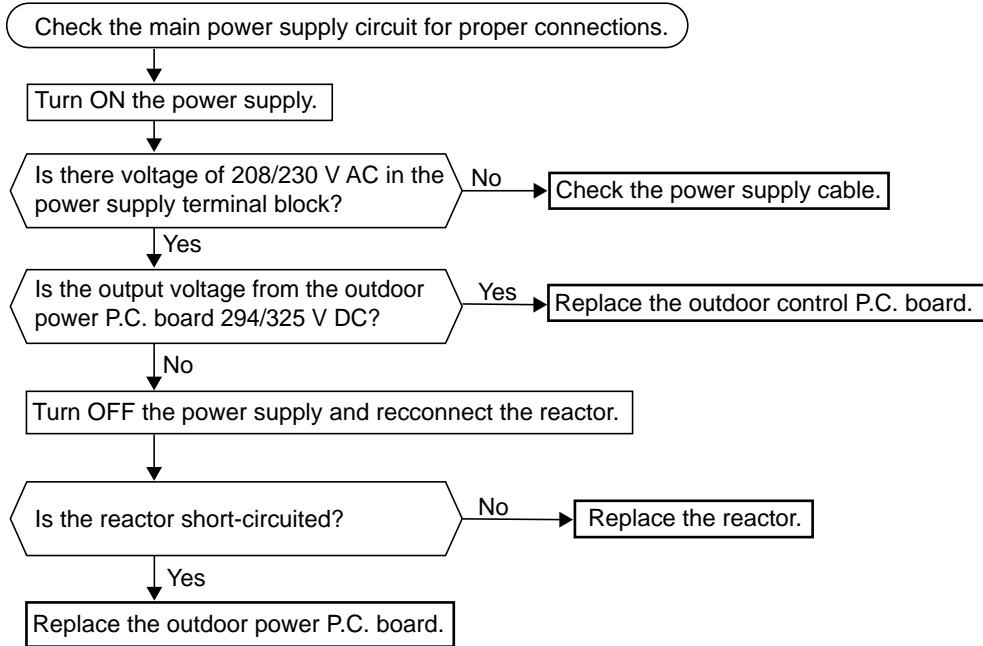 Check the main power supply circuit for proper connections.
Turn ON the power supply.
Is there voltage of 208/230 V AC in the
power supply terminal block?
No
Check the power supply cable.
Yes
Is the output voltage from the outdoor
power P.C. board 294/325 V DC?
Yes
Replace the outdoor control P.C. board.
No
Turn OFF the power supply and recconnect the reactor.
Is the reactor short-circuited?
No
Replace the reactor.
Yes
Replace the outdoor power P.C. board.